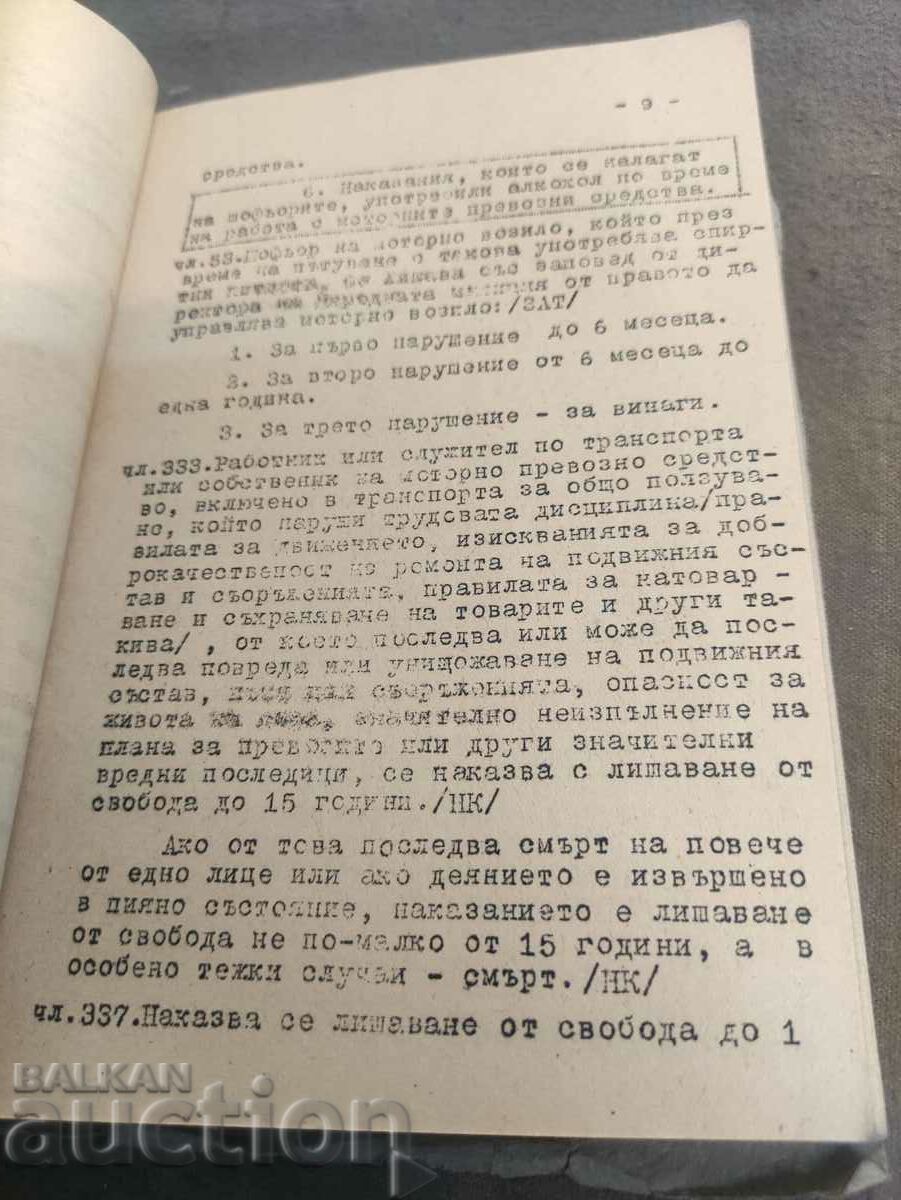 - 9 -
средства.
6. Наказания, които се налагат
на шофьорите, употребили алкохол по време
на работа с моторните превозни средства.
чл.53.Шофьор на моторно возило, който през
време на пътуване с такова употребява спир-
тни питиета, се лишава със заповед от ди-
ректора на Народната милиция от правото да
управлява моторно возило:/ЗАТ/
1. За първо нарушение до 6 месеца.
2. За второ нарушение от 6 месеца до
една година.
3. За трето нарушение - за винаги.
чл.333.Работник или служител по транспорта
или собственик на моторно превозно средст-
во, включено в транспорта за общо ползува-
не, който наруши трудовата дисциплина/пра-
вилата за движението, изискванията за доб-
рокачественост на ремонта на подвижния със-
тав и съоръженията, правилата за натовар -
ване и съхраняване на товарите и други та-
кива/ , от което последва или може да пос-
ледва повреда или унищожаване на подвижния
състав, пътя или съоръженията, опасност за
живота на лица, значително неизпълнение на
плана за превозите или други значителни
вредни последици, се наказва с лишаване от
свобода до 15 години./НК/
Ако от това последва смърт на повече
от едно лице или ако деянието е извършено
в пияно състояние, наказанието е лишаване
от свобода не по-малко от 15 години, а в
особено тежки случаи - смърт./НК/
чл.337.Наказва се лишаване от свобода до 1
BALKAN
auction